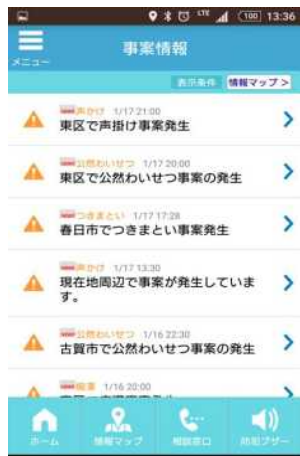 LTE 100 13:36
メニュー
事案情報
表示条件 情報マップ >
声かけ 1/17 21:00
東区で声掛け事案発生
公然わいせつ 1/17 20:00
東区で公然わいせつ事案の発生
つきまとい 1/17 17:28
春日市でつきまとい事案発生
声かけ 1/17 13:30
現在地周辺で事案が発生していま
す。
公然わいせつ 1/16 22:30
古賀市で公然わいせつ事案の発生
痴漢 1/16 20:00
ホーム 情報マップ 相談窓口 防犯ブザー